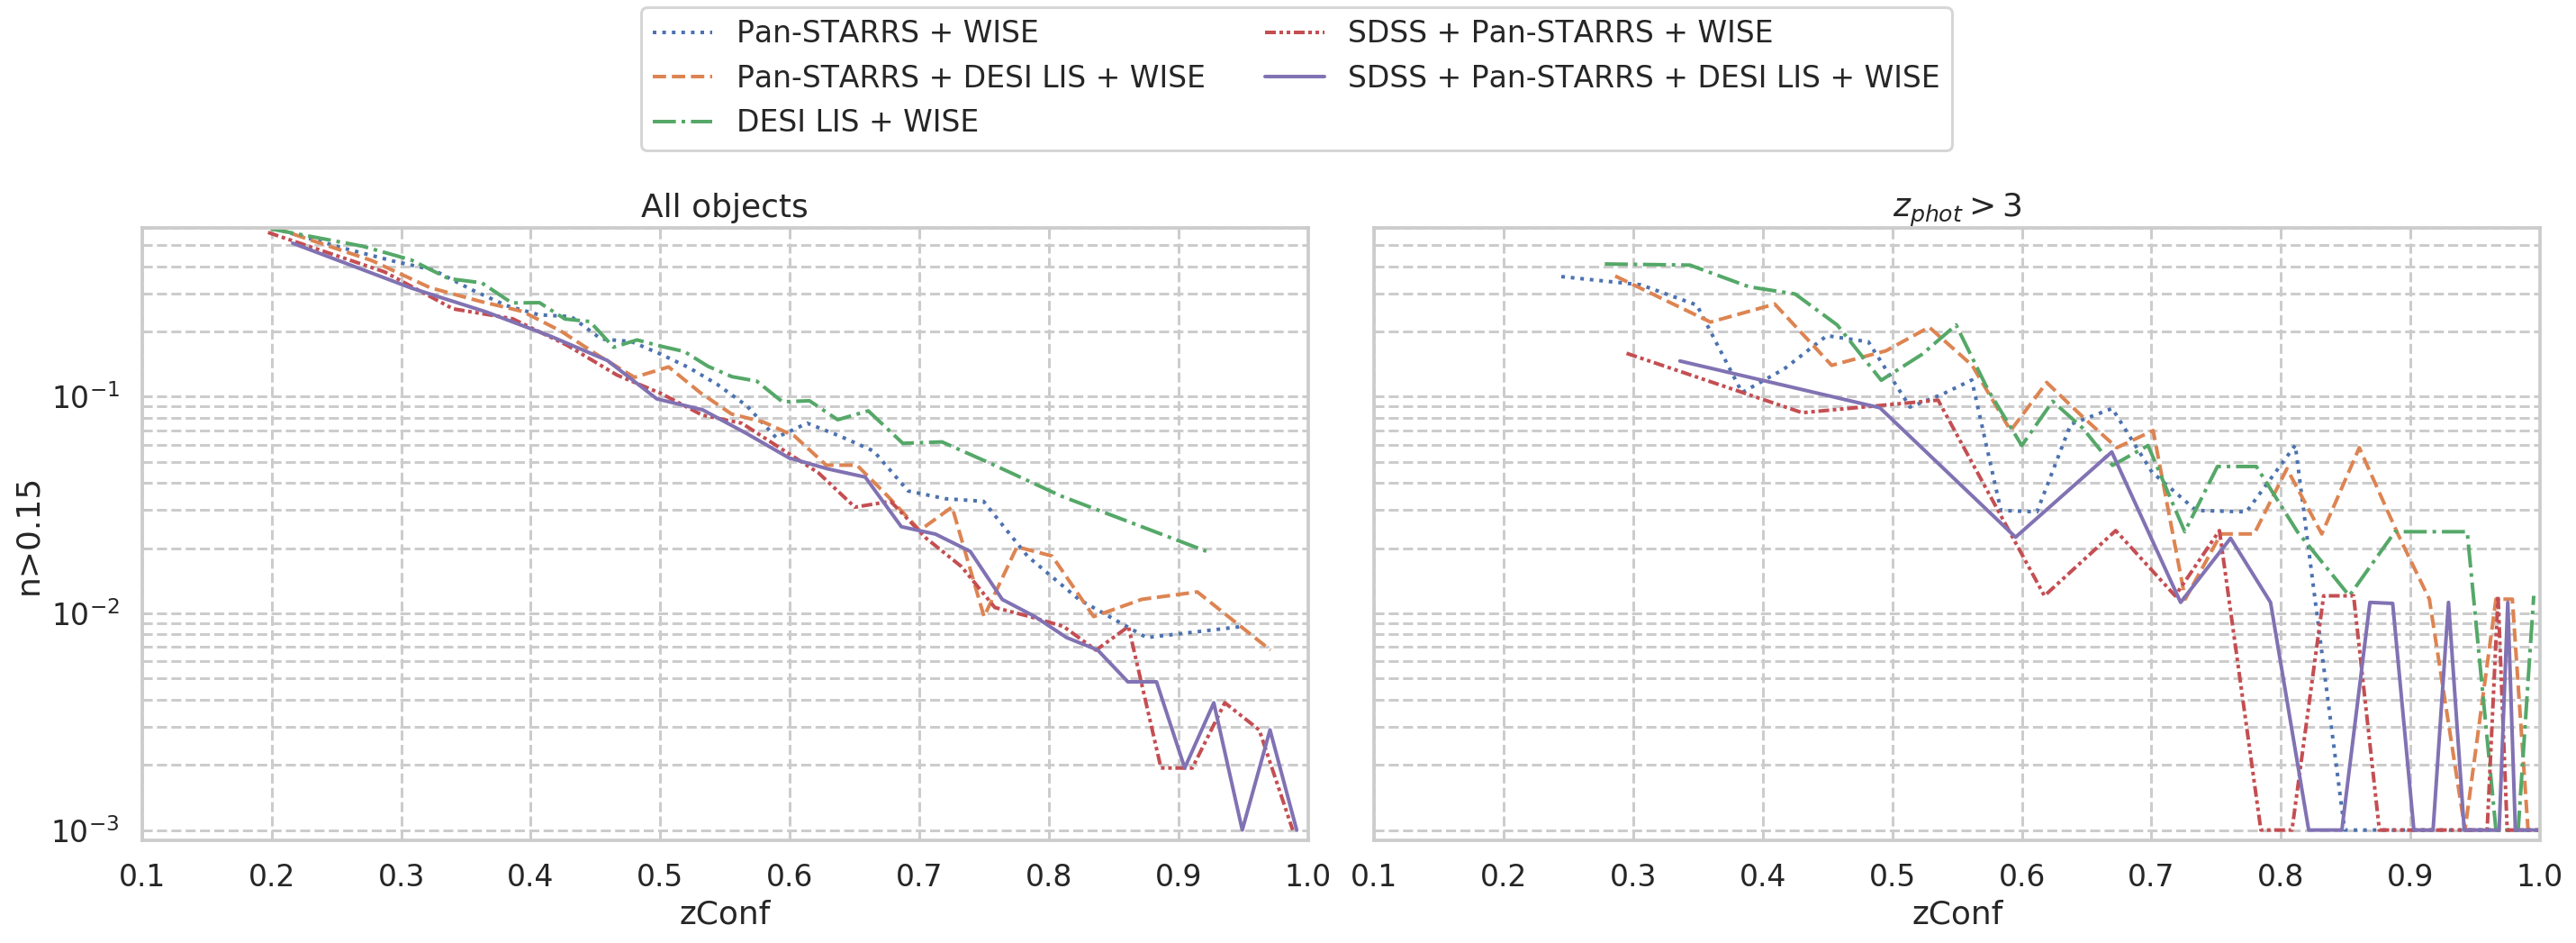 Pan-STARRS + WISE
Pan-STARRS + DESI LIS + WISE
DESI LIS + WISE
SDSS + Pan-STARRS + WISE
SDSS + Pan-STARRS + DESI LIS + WISE
All objects
n>0.15
10⁻¹
10⁻²
10⁻³
0.1 0.2 0.3 0.4 0.5 0.6 0.7 0.8 0.9 1.0
zConf
z_phot > 3
0.1 0.2 0.3 0.4 0.5 0.6 0.7 0.8 0.9 1.0
zConf